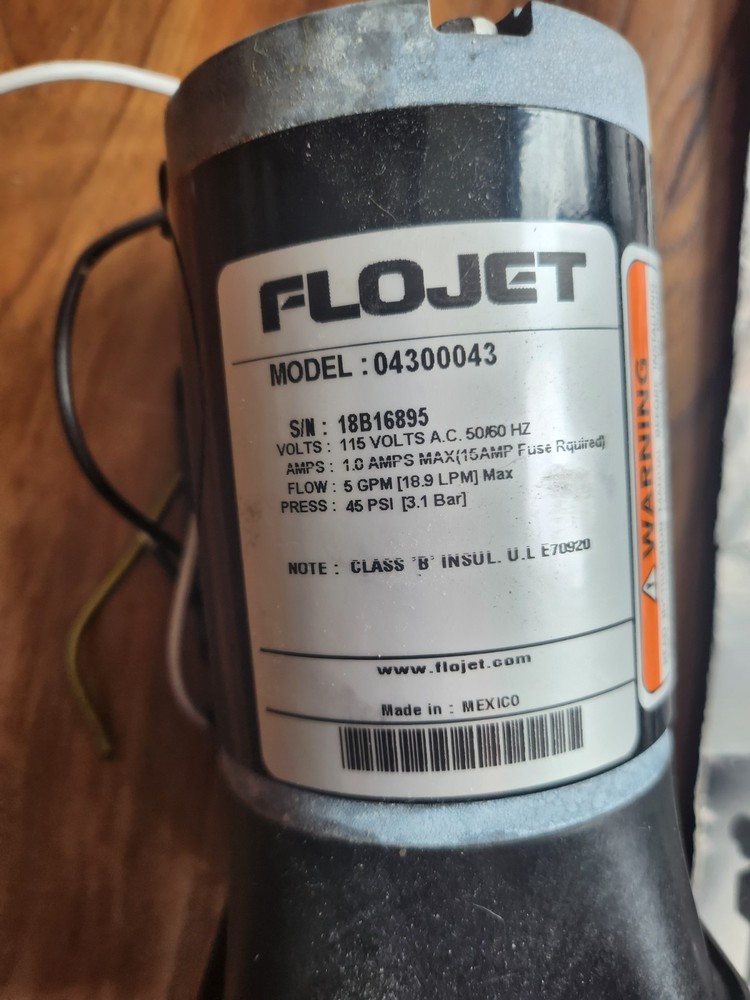 FLOJET
MODEL : 04300043
S/N : 18B16895
VOLTS : 115 VOLTS A.C. 50/60 HZ
AMPS : 1.0 AMPS MAX(15AMP Fuse Rquired)
FLOW : 5 GPM [18.9 LPM] Max
PRESS : 45 PSI [3.1 Bar]
NOTE : CLASS 'B' INSUL. U.L E70920
www.flojet.com
Made in : MEXICO
WARNING